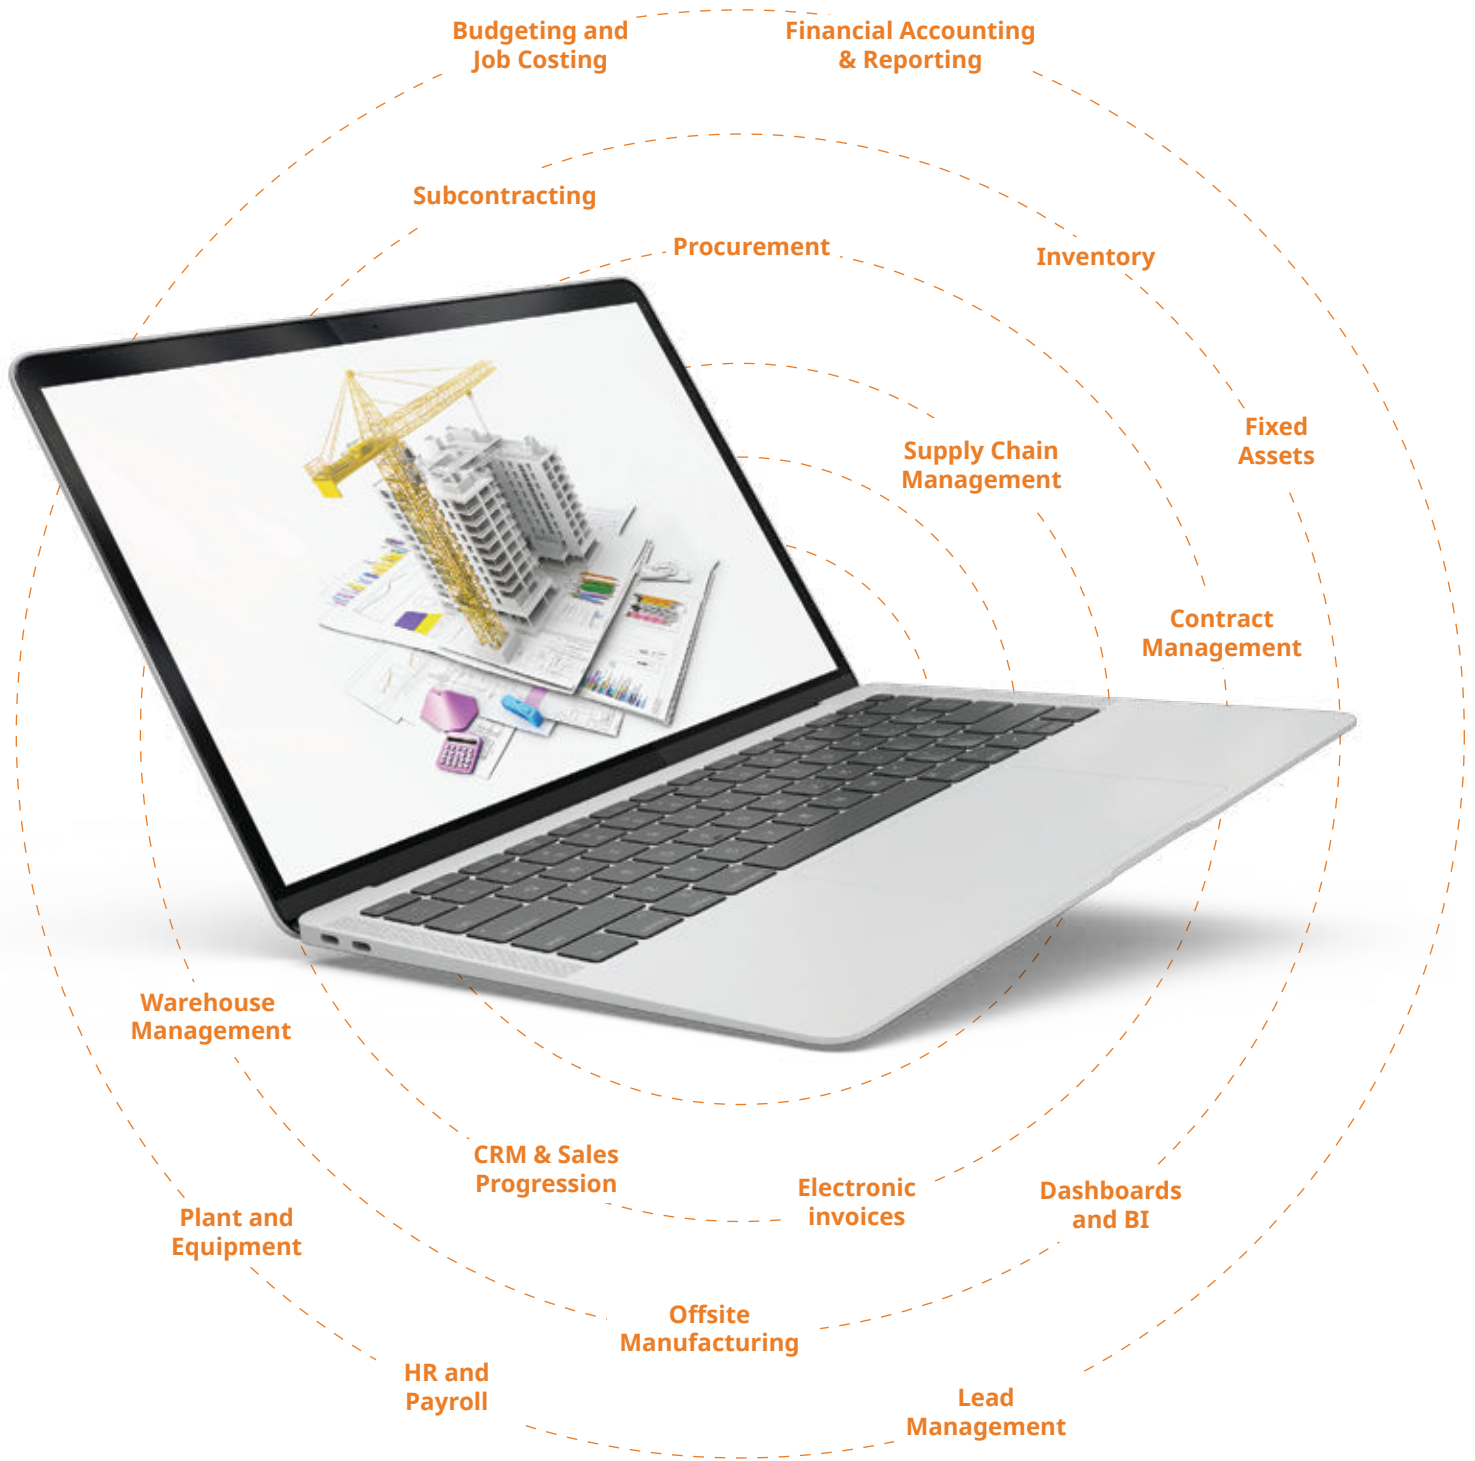 Budgeting and
Job Costing
Financial Accounting
& Reporting
Subcontracting
Procurement
Inventory
Fixed
Assets
Supply Chain
Management
Contract
Management
Warehouse
Management
CRM & Sales
Progression
Electronic
invoices
Dashboards
and BI
Plant and
Equipment
Offsite
Manufacturing
HR and
Payroll
Lead
Management